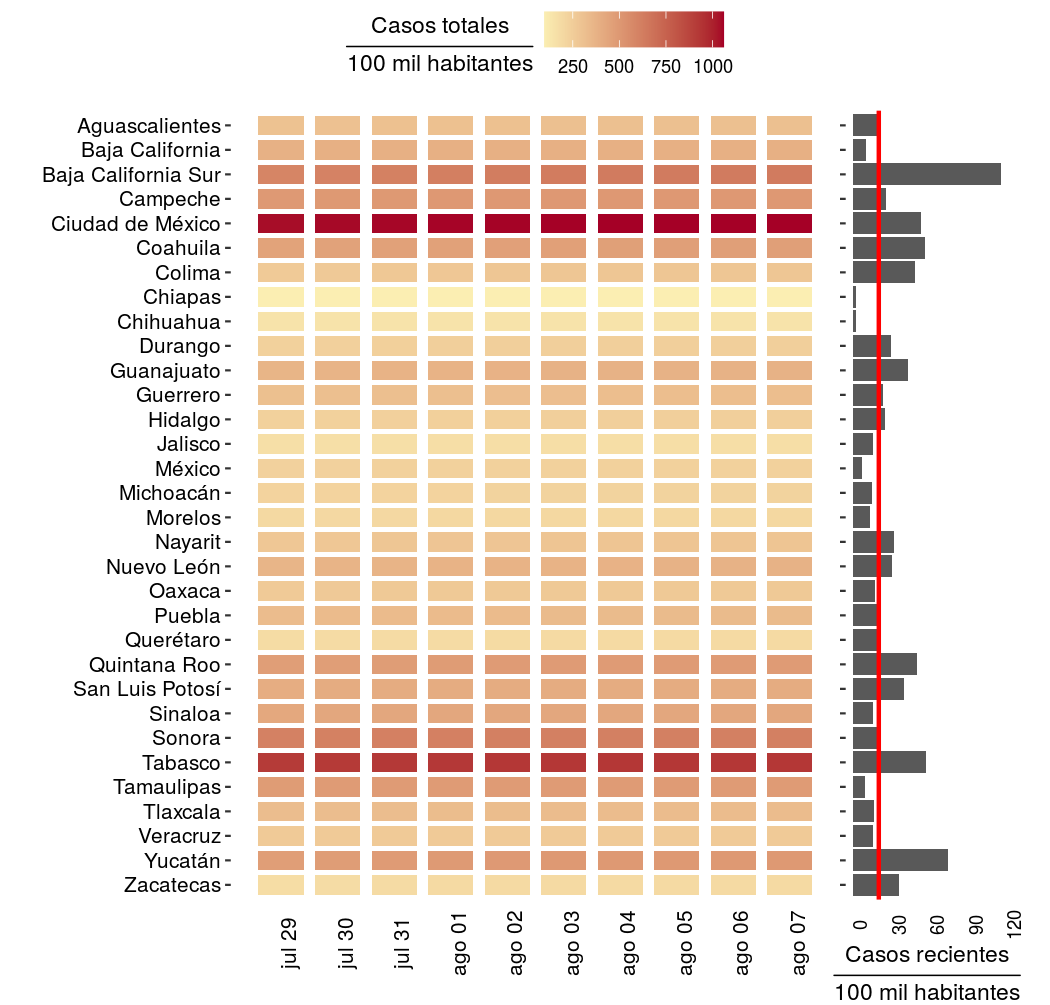 Casos totales
100 mil habitantes
250 500 750 1000
Aguascalientes
Baja California
Baja California Sur
Campeche
Ciudad de México
Coahuila
Colima
Chiapas
Chihuahua
Durango
Guanajuato
Guerrero
Hidalgo
Jalisco
México
Michoacán
Morelos
Nayarit
Nuevo León
Oaxaca
Puebla
Querétaro
Quintana Roo
San Luis Potosí
Sinaloa
Sonora
Tabasco
Tamaulipas
Tlaxcala
Veracruz
Yucatán
Zacatecas
jul 29
jul 30
jul 31
ago 01
ago 02
ago 03
ago 04
ago 05
ago 06
ago 07
0
30
60
90
120
Casos recientes
100 mil habitantes